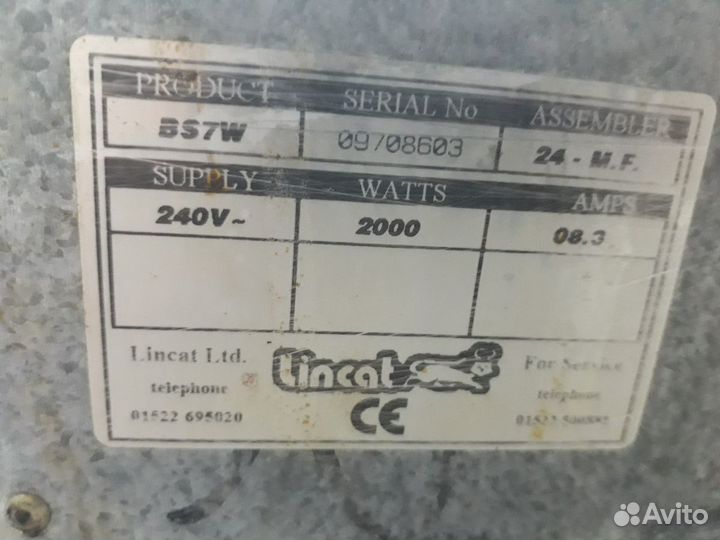 PRODUCT SERIAL No ASSEMBLER
BS7W 09708603 24 - M.F.
SUPPLY WATTS AMPS
240V~ 2000 08.3
Lincat Ltd. Lincat For Service
telephone CE telephone
01522 695020
Avito